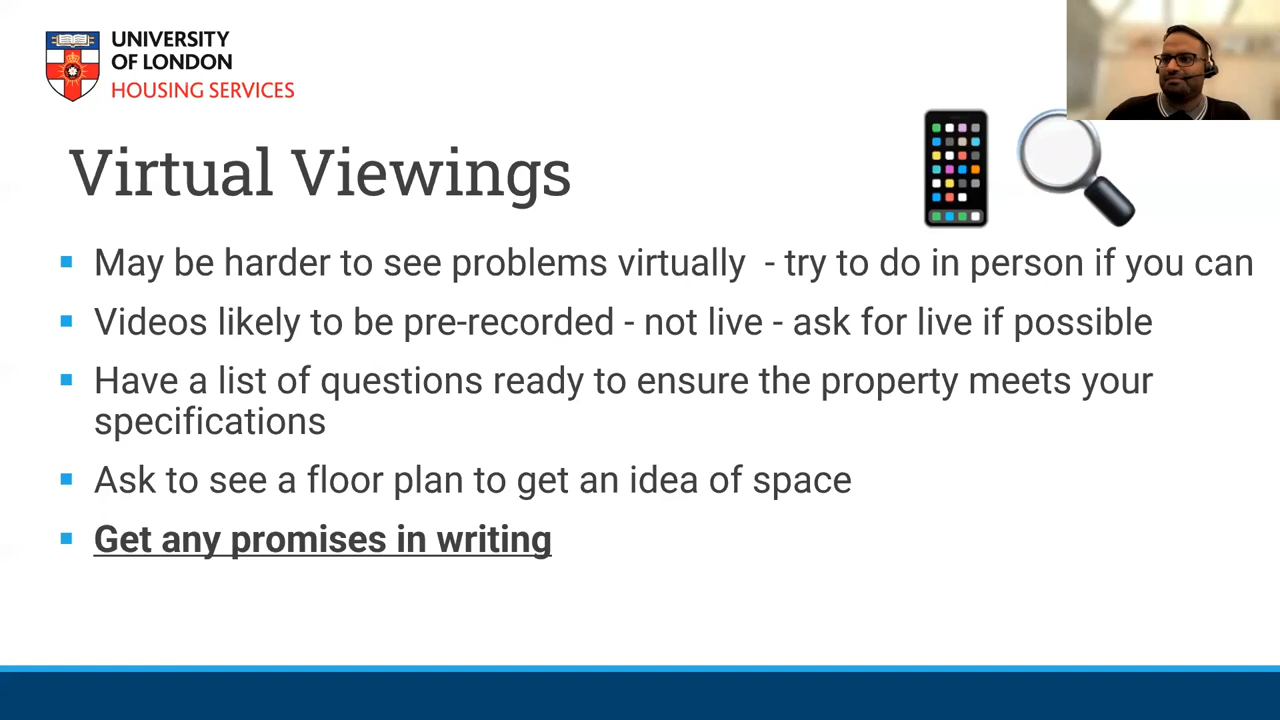 UNIVERSITY
OF LONDON
HOUSING SERVICES
Virtual Viewings
May be harder to see problems virtually - try to do in person if you can
Videos likely to be pre-recorded - not live - ask for live if possible
Have a list of questions ready to ensure the property meets your
specifications
Ask to see a floor plan to get an idea of space
Get any promises in writing